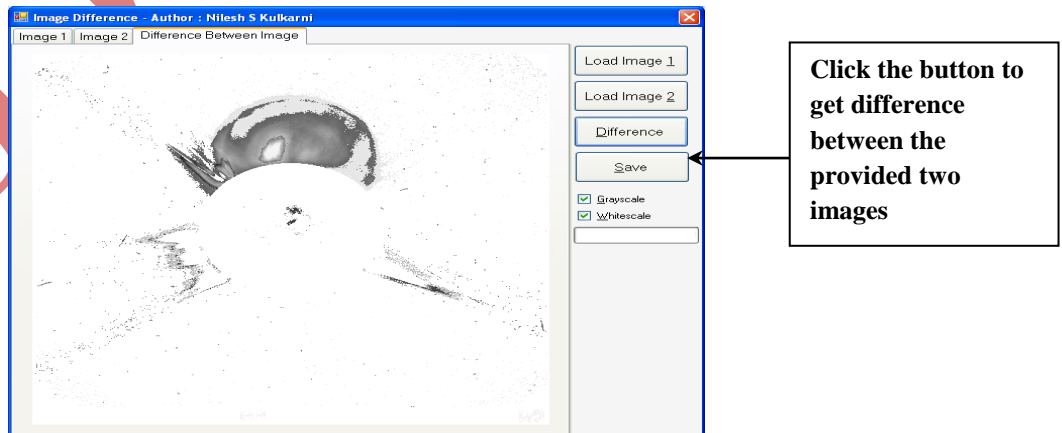 Image Difference - Author : Nilesh S Kulkarni
Image 1 Image 2 Difference Between Image
Load Image 1
Load Image 2
Difference
Save
Grayscale
Whitescale
Click the button to
get difference
between the
provided two
images